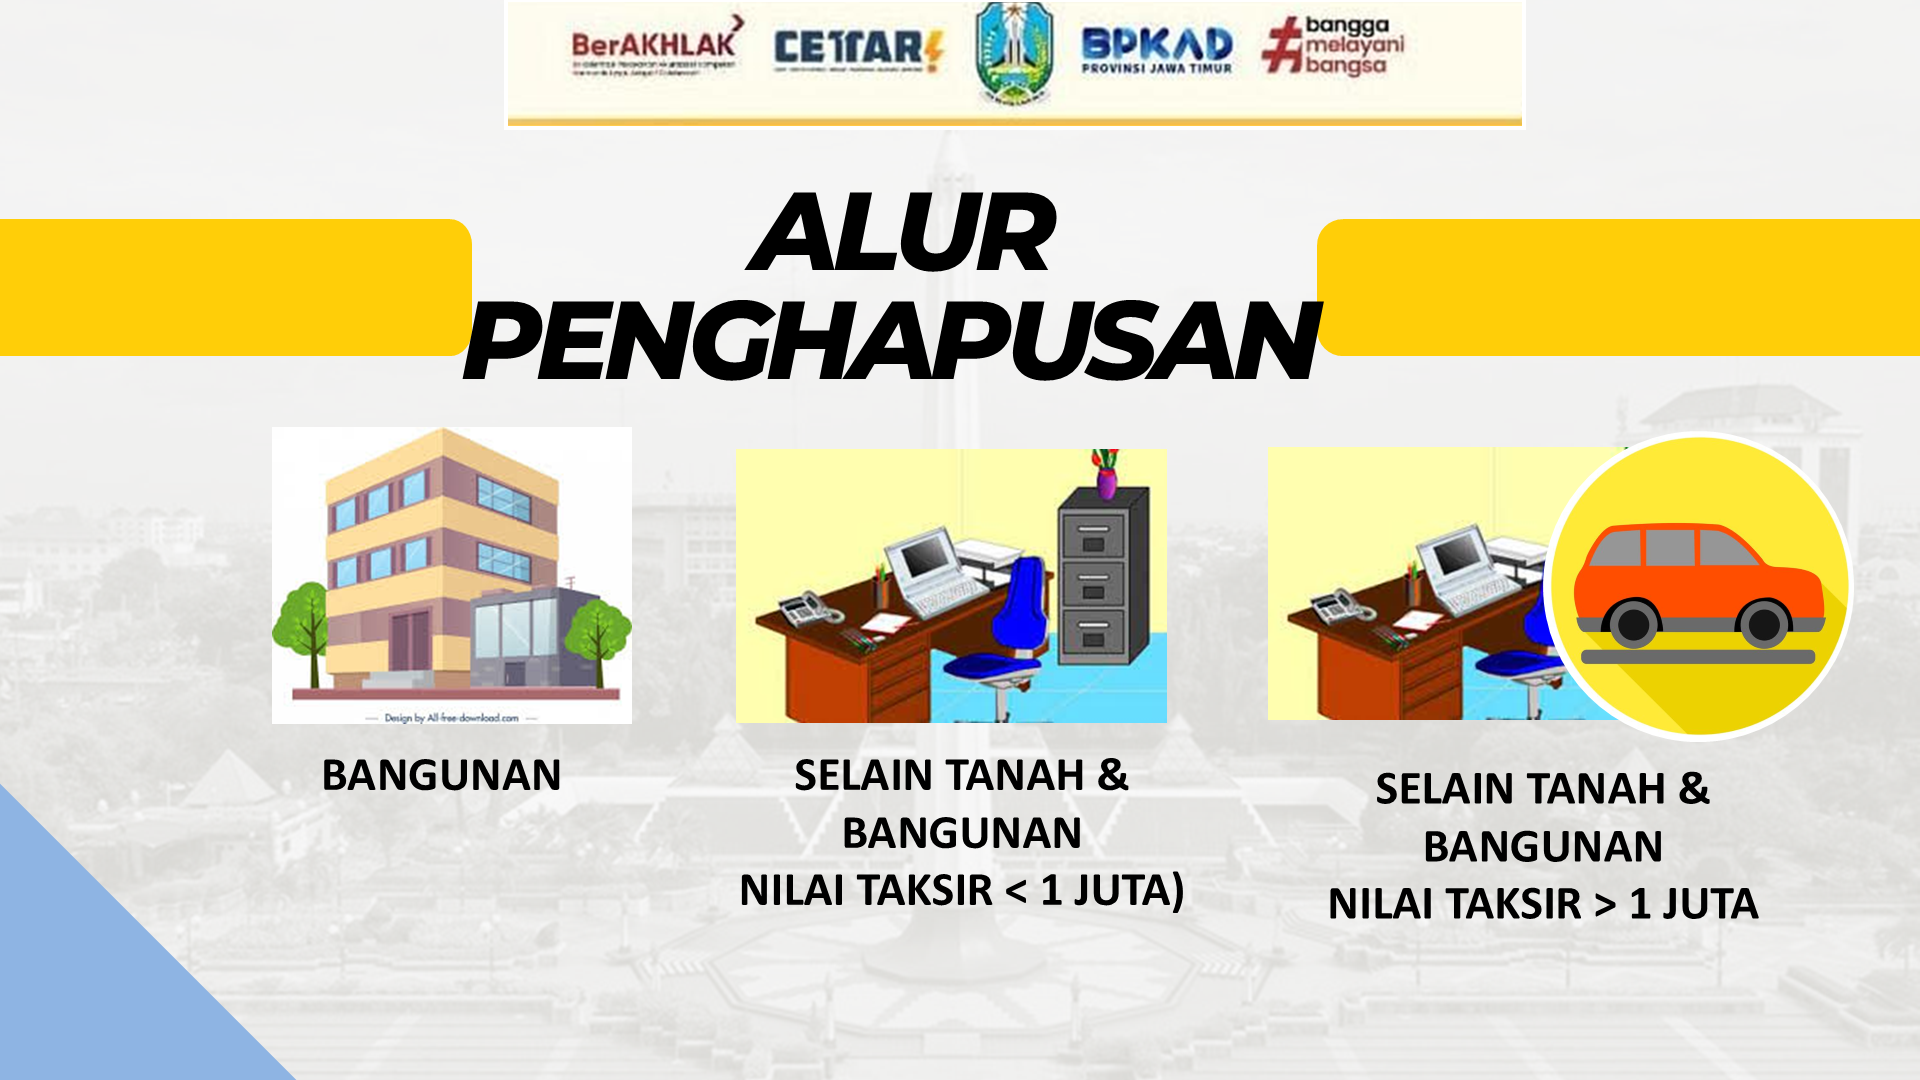 BerAKHLAK
CETTAR!
BPKAD
PROVINSI JAWA TIMUR
#bangga
melayani
bangsa
ALUR
PENGHAPUSAN
Design by All-free-download.com
BANGUNAN
SELAIN TANAH &
BANGUNAN
NILAI TAKSIR < 1 JUTA)
SELAIN TANAH &
BANGUNAN
NILAI TAKSIR > 1 JUTA